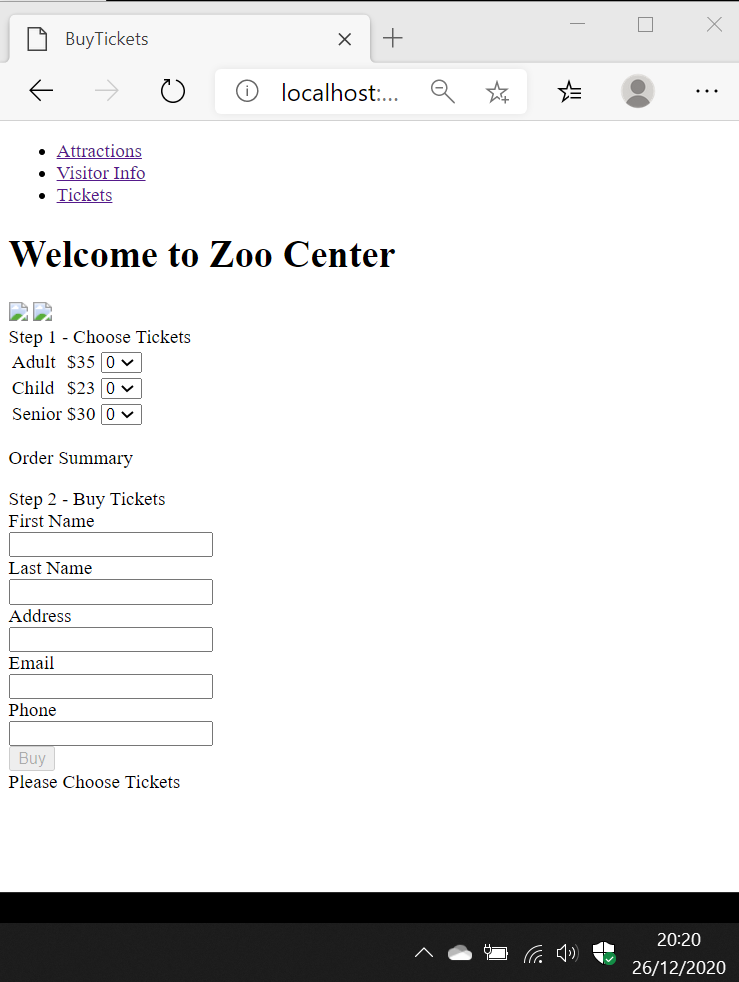 BuyTickets
localhost:...
Attractions
Visitor Info
Tickets
Welcome to Zoo Center
Step 1 - Choose Tickets
Adult $35 0
Child $23 0
Senior $30 0
Order Summary
Step 2 - Buy Tickets
First Name
Last Name
Address
Email
Phone
Buy
Please Choose Tickets
20:20
26/12/2020